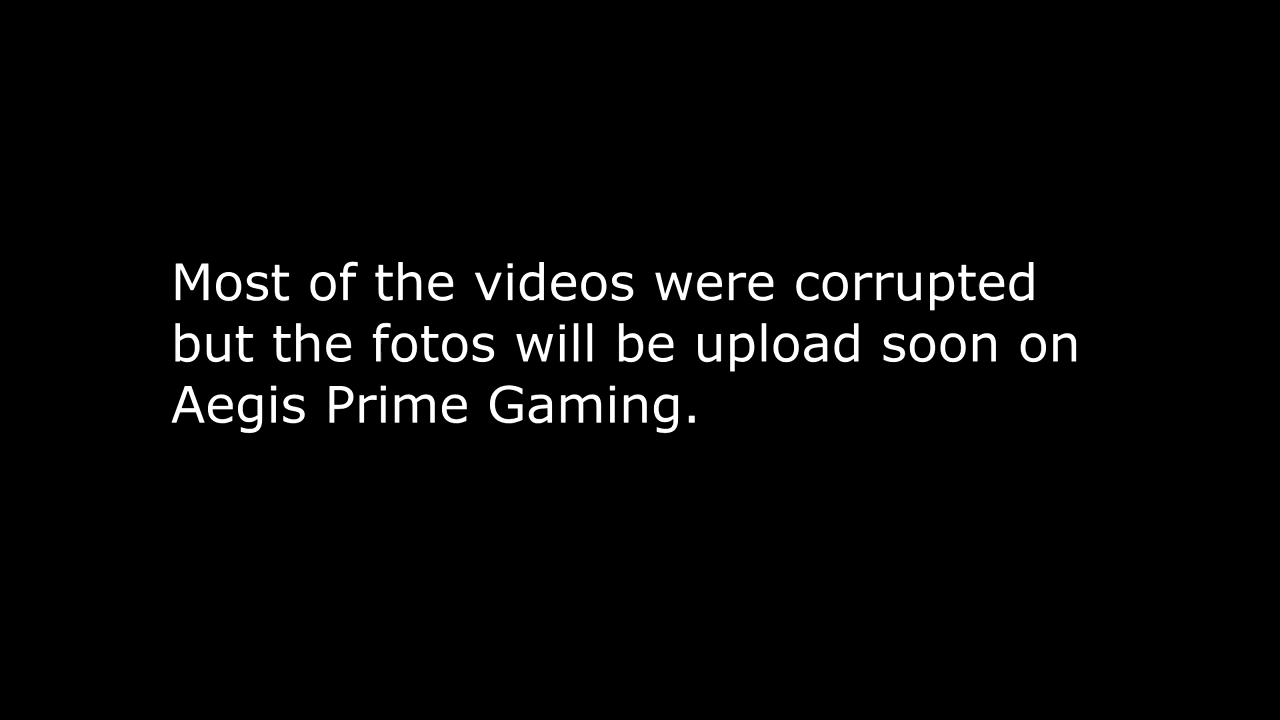 Most of the videos were corrupted
but the fotos will be upload soon on
Aegis Prime Gaming.